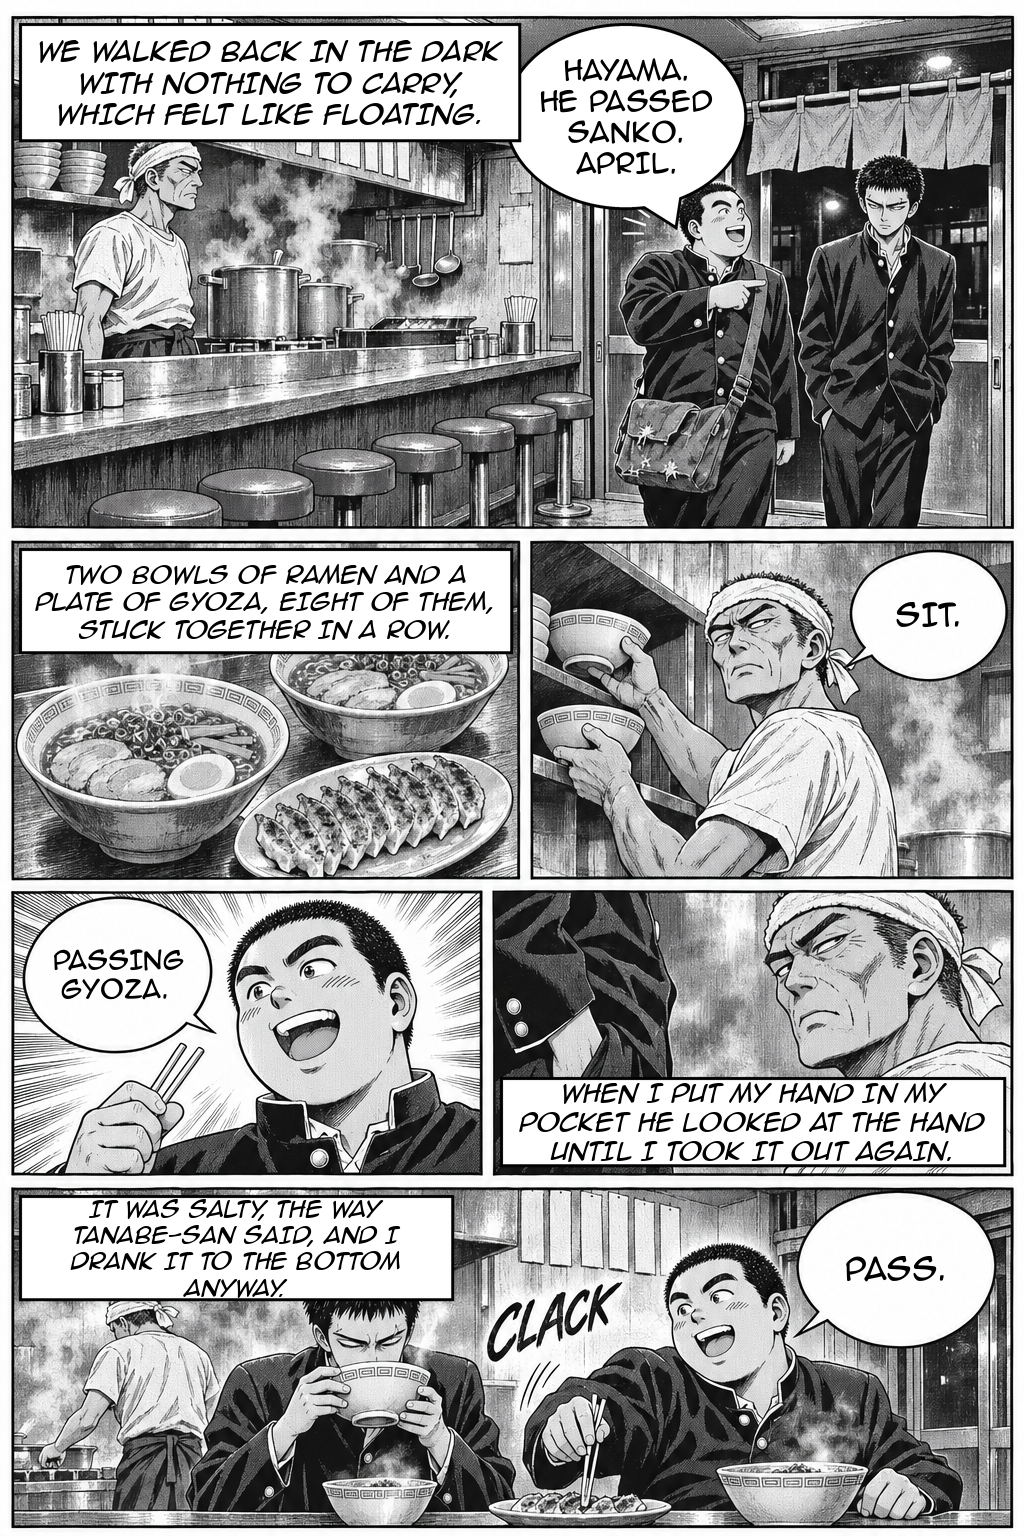 WE WALKED BACK IN THE DARK
WITH NOTHING TO CARRY,
WHICH FELT LIKE FLOATING.
HAYAMA.
HE PASSED
SANKO.
APRIL.
TWO BOWLS OF RAMEN AND A
PLATE OF GYOZA, EIGHT OF THEM,
STUCK TOGETHER IN A ROW.
SIT.
PASSING
GYOZA.
WHEN I PUT MY HAND IN MY
POCKET HE LOOKED AT THE HAND
UNTIL I TOOK IT OUT AGAIN.
IT WAS SALTY, THE WAY
TANABE-SAN SAID, AND I
DRANK IT TO THE BOTTOM
ANYWAY.
CLACK
PASS.